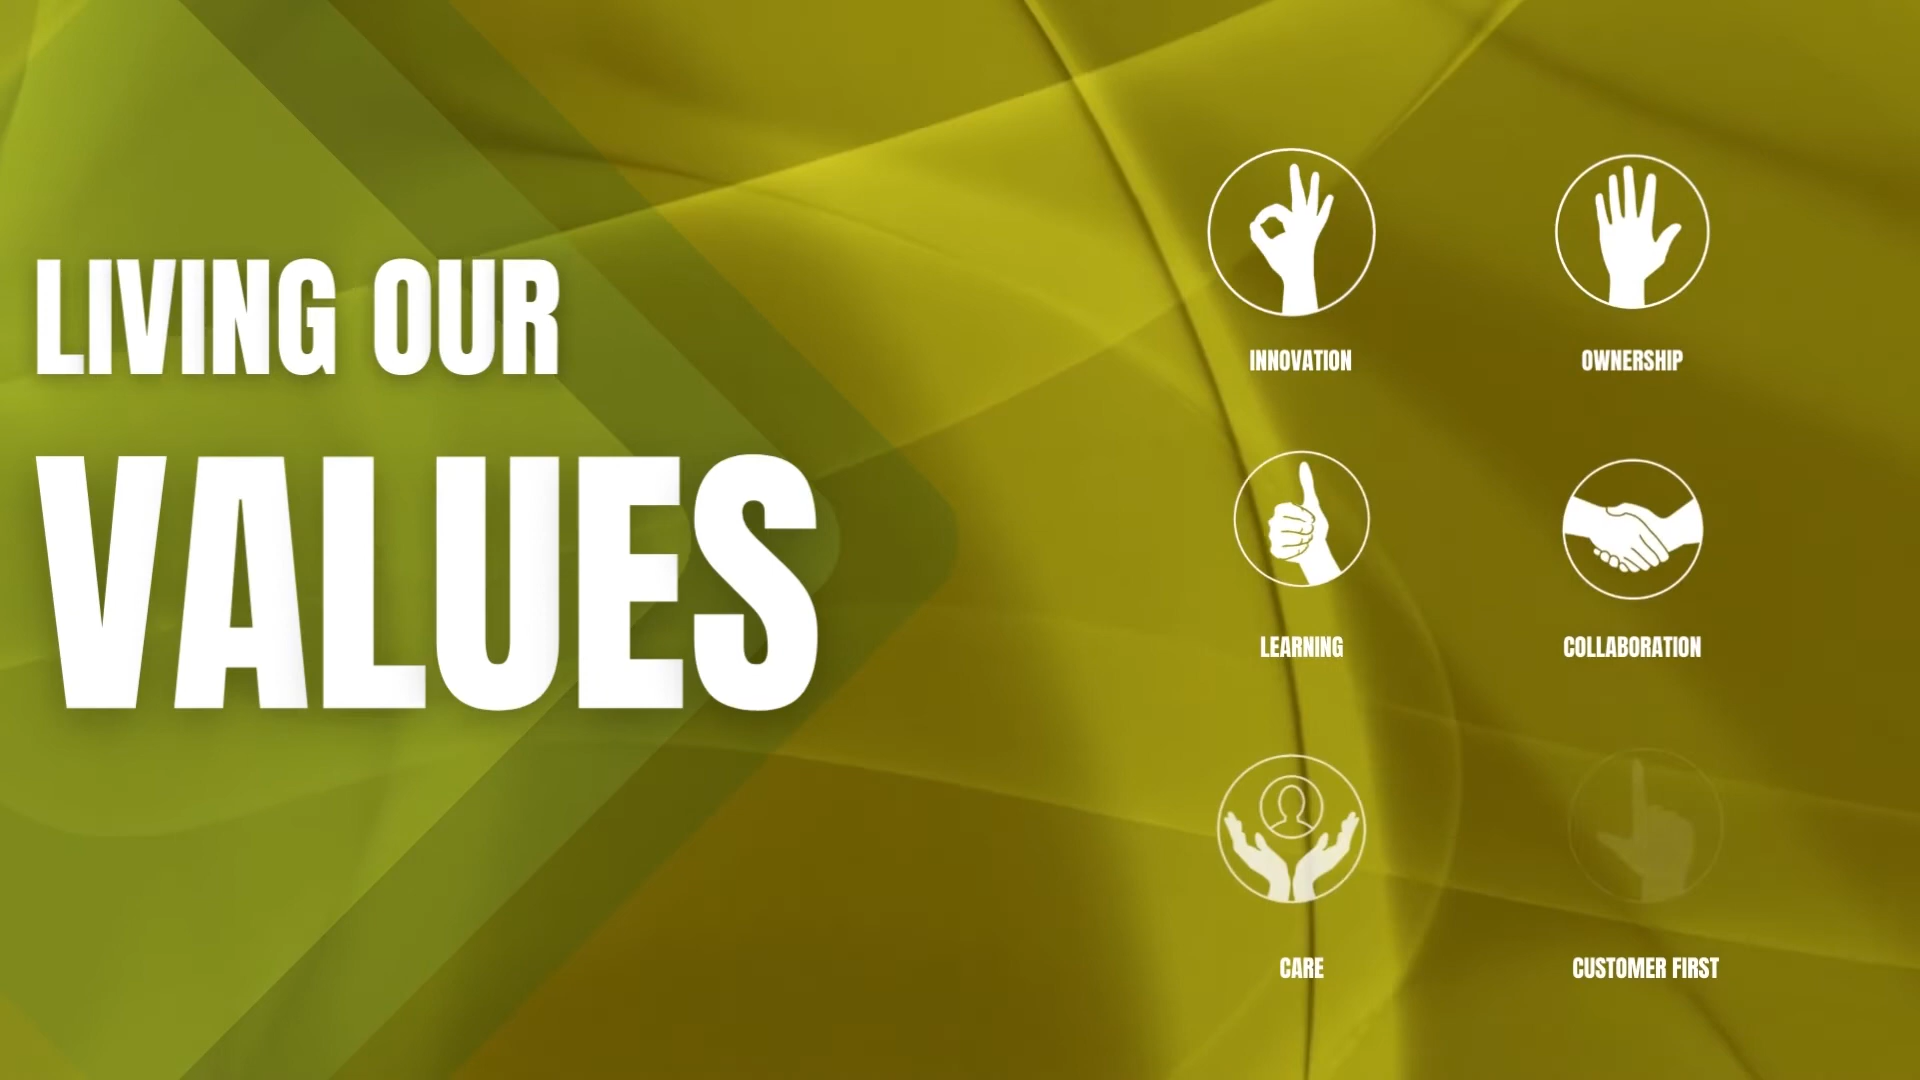 LIVING OUR
VALUES
INNOVATION
OWNERSHIP
LEARNING
COLLABORATION
CARE
CUSTOMER FIRST